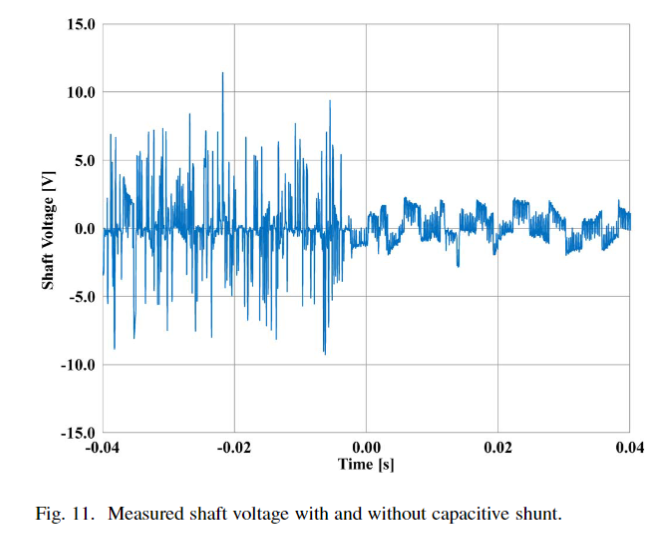 15.0
10.0
5.0
0.0
-5.0
-10.0
-15.0
Shaft Voltage [V]
-0.04 -0.02 0.00 0.02 0.04
Time [s]
Fig. 11. Measured shaft voltage with and without capacitive shunt.